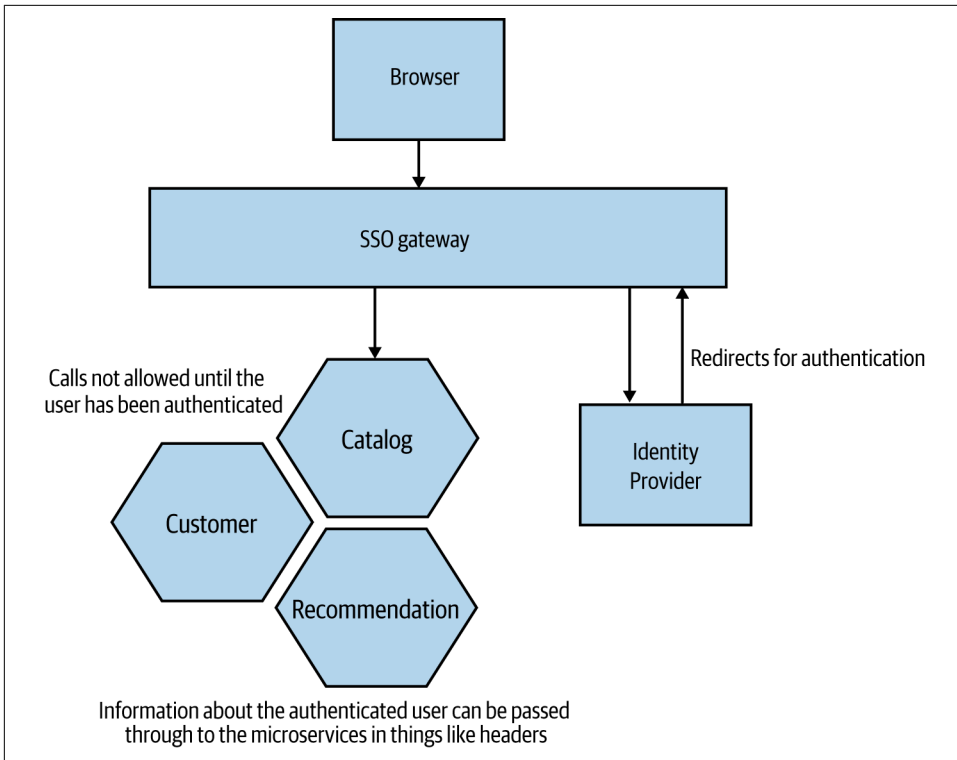 Browser
SSO gateway
Redirects for authentication
Calls not allowed until the
user has been authenticated
Catalog
Identity
Provider
Customer
Recommendation
Information about the authenticated user can be passed
through to the microservices in things like headers